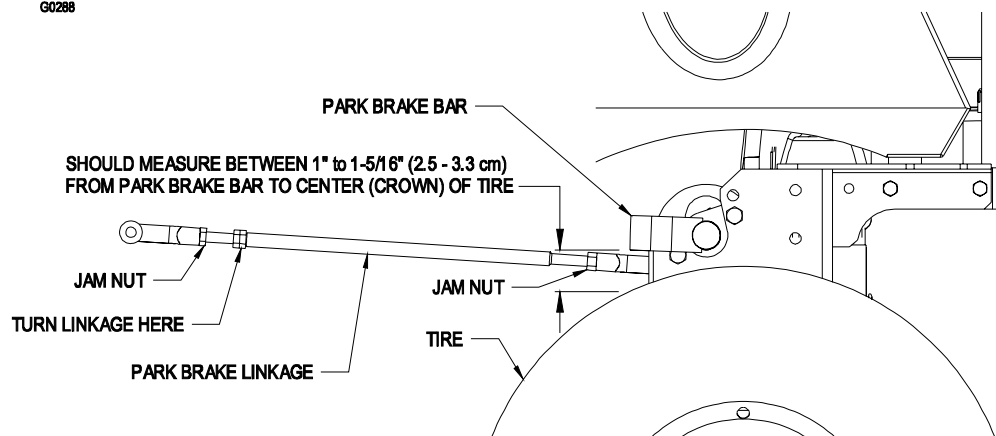 G0288
PARK BRAKE BAR
SHOULD MEASURE BETWEEN 1" to 1-5/16" (2.5 - 3.3 cm)
FROM PARK BRAKE BAR TO CENTER (CROWN) OF TIRE
JAM NUT
JAM NUT
TURN LINKAGE HERE
TIRE
PARK BRAKE LINKAGE